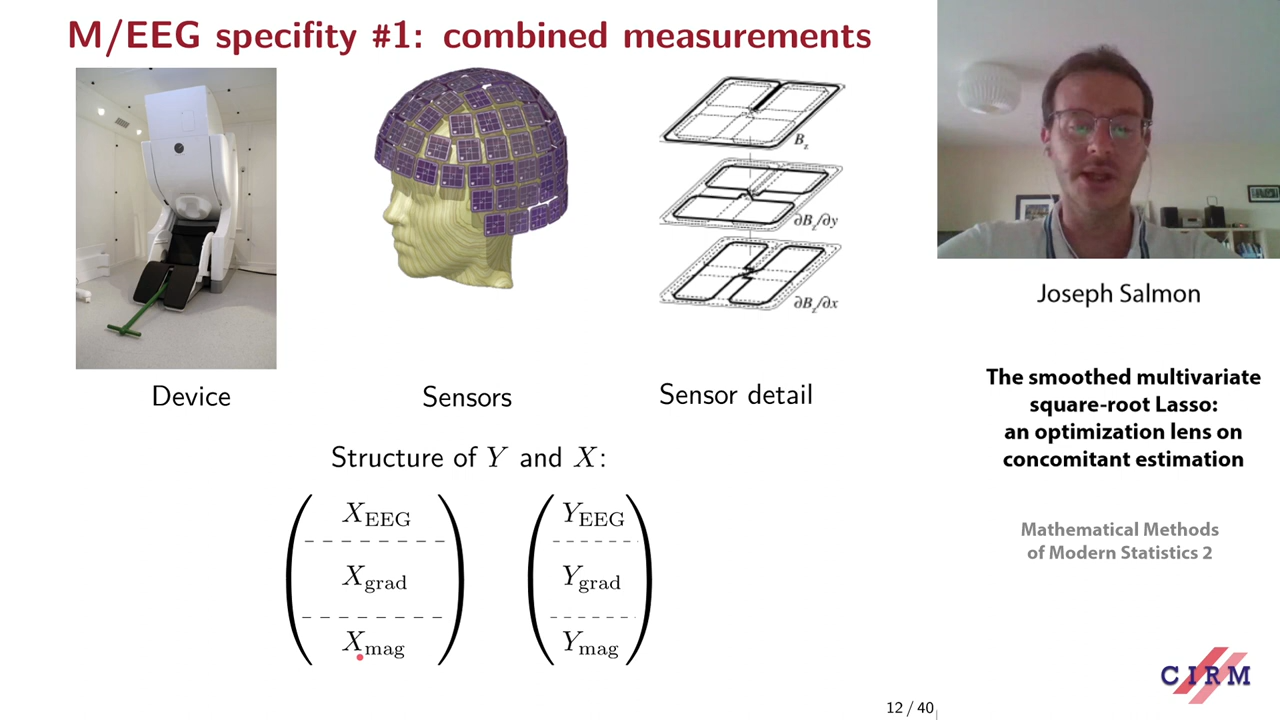 M/EEG specifity #1: combined measurements
B_z
∂B_z/∂y
∂B_z/∂x
Device
Sensors
Sensor detail
Structure of Y and X:
X_EEG
X_grad
X_mag
Y_EEG
Y_grad
Y_mag
12 / 40
Joseph Salmon
The smoothed multivariate
square-root Lasso:
an optimization lens on
concomitant estimation
Mathematical Methods
of Modern Statistics 2
CIRM